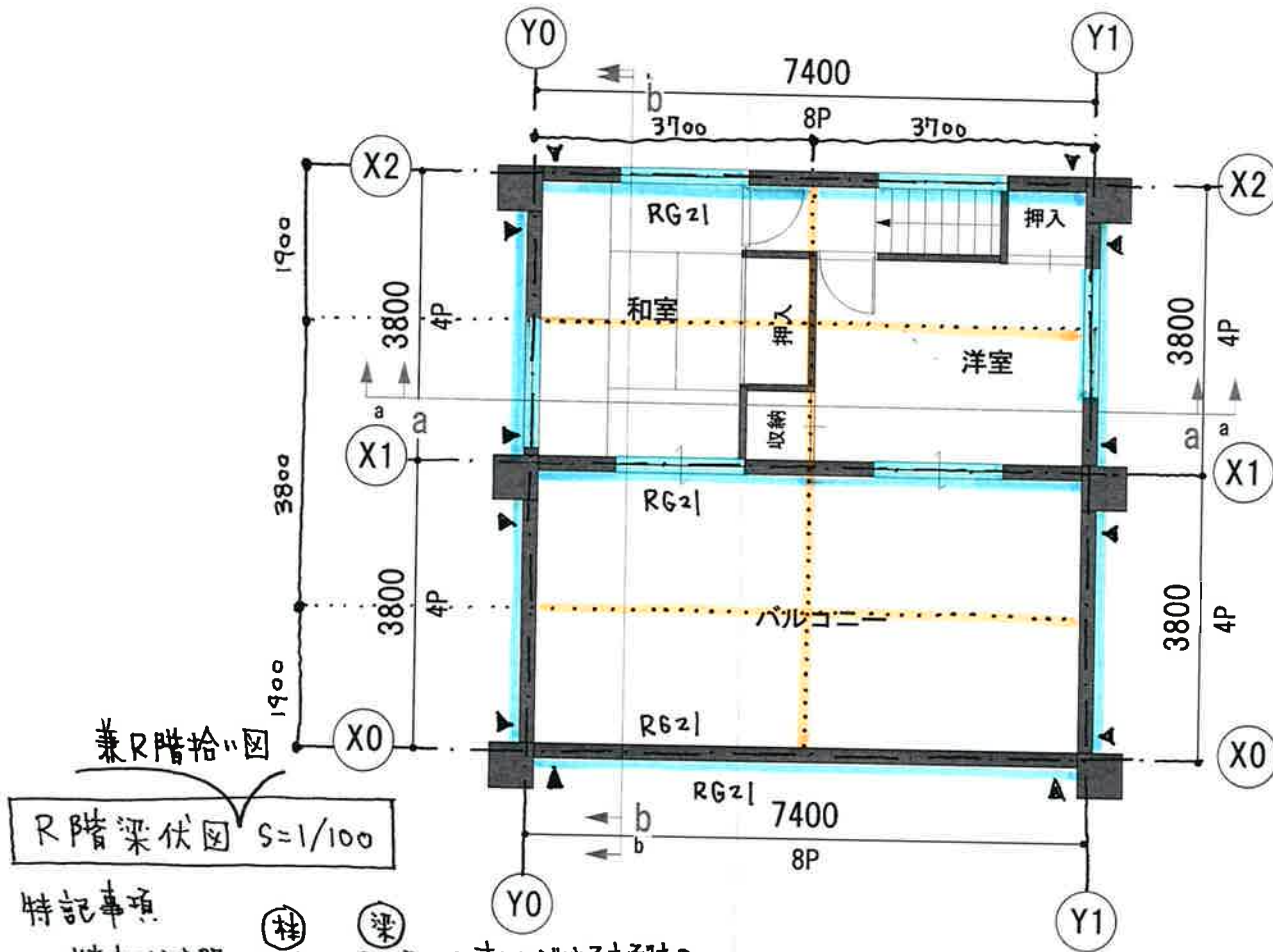 Y0
Y1
7400
8P
b
3700
3700
X2
X2
RG21
押入
1900
3800
4P
和室
押入
洋室
3800
4P
a
a
収納
a
a
X1
X1
3800
RG21
3800
4P
バルコニー
3800
4P
1900
RG21
X0
X0
兼R階拾い図
RG21
R階梁伏図 S=1/100
b
7400
b
8P
特記事項
柱
梁
Y0
Y1